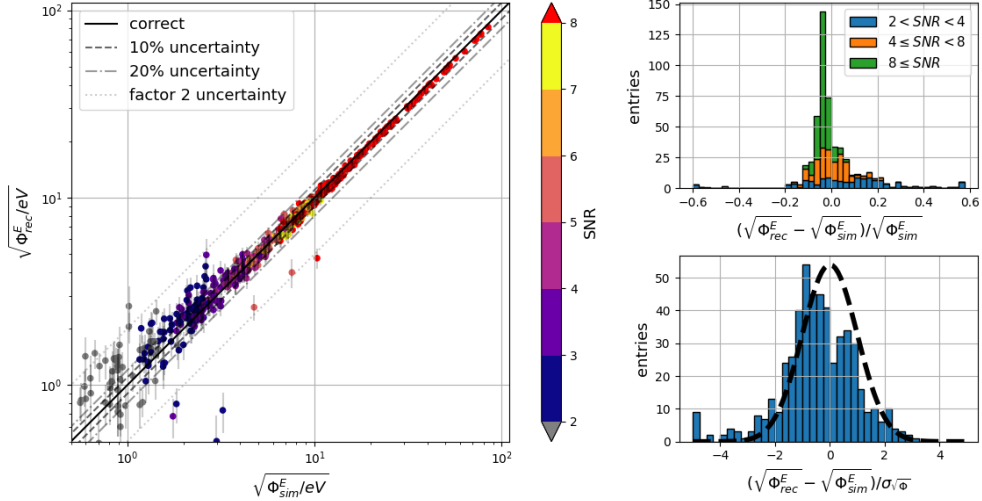 10²
10¹
10⁰
√Φ^E_rec/eV
correct
10% uncertainty
20% uncertainty
factor 2 uncertainty
10⁰ 10¹ 10²
√Φ^E_sim/eV
8
7
6
5
4
3
2
SNR
150
125
100
75
50
25
0
entries
2 < SNR < 4
4 ≤ SNR < 8
8 ≤ SNR
−0.6 −0.4 −0.2 0.0 0.2 0.4 0.6
(√Φ^E_rec − √Φ^E_sim)/√Φ^E_sim
50
40
30
20
10
0
entries
−4 −2 0 2 4
(√Φ^E_rec − √Φ^E_sim)/σ_√Φ